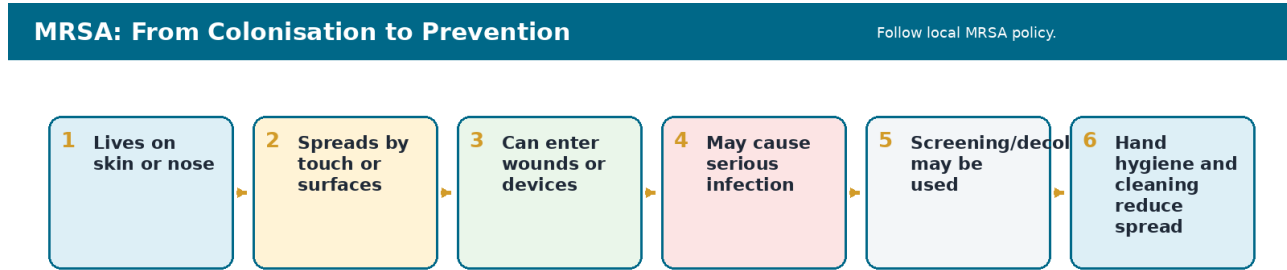 MRSA: From Colonisation to Prevention
Follow local MRSA policy.
1
Lives on
skin or nose
2
Spreads by
touch or
surfaces
3
Can enter
wounds or
devices
4
May cause
serious
infection
5
Screening/decol
may be
used
6
Hand
hygiene and
cleaning
reduce
spread